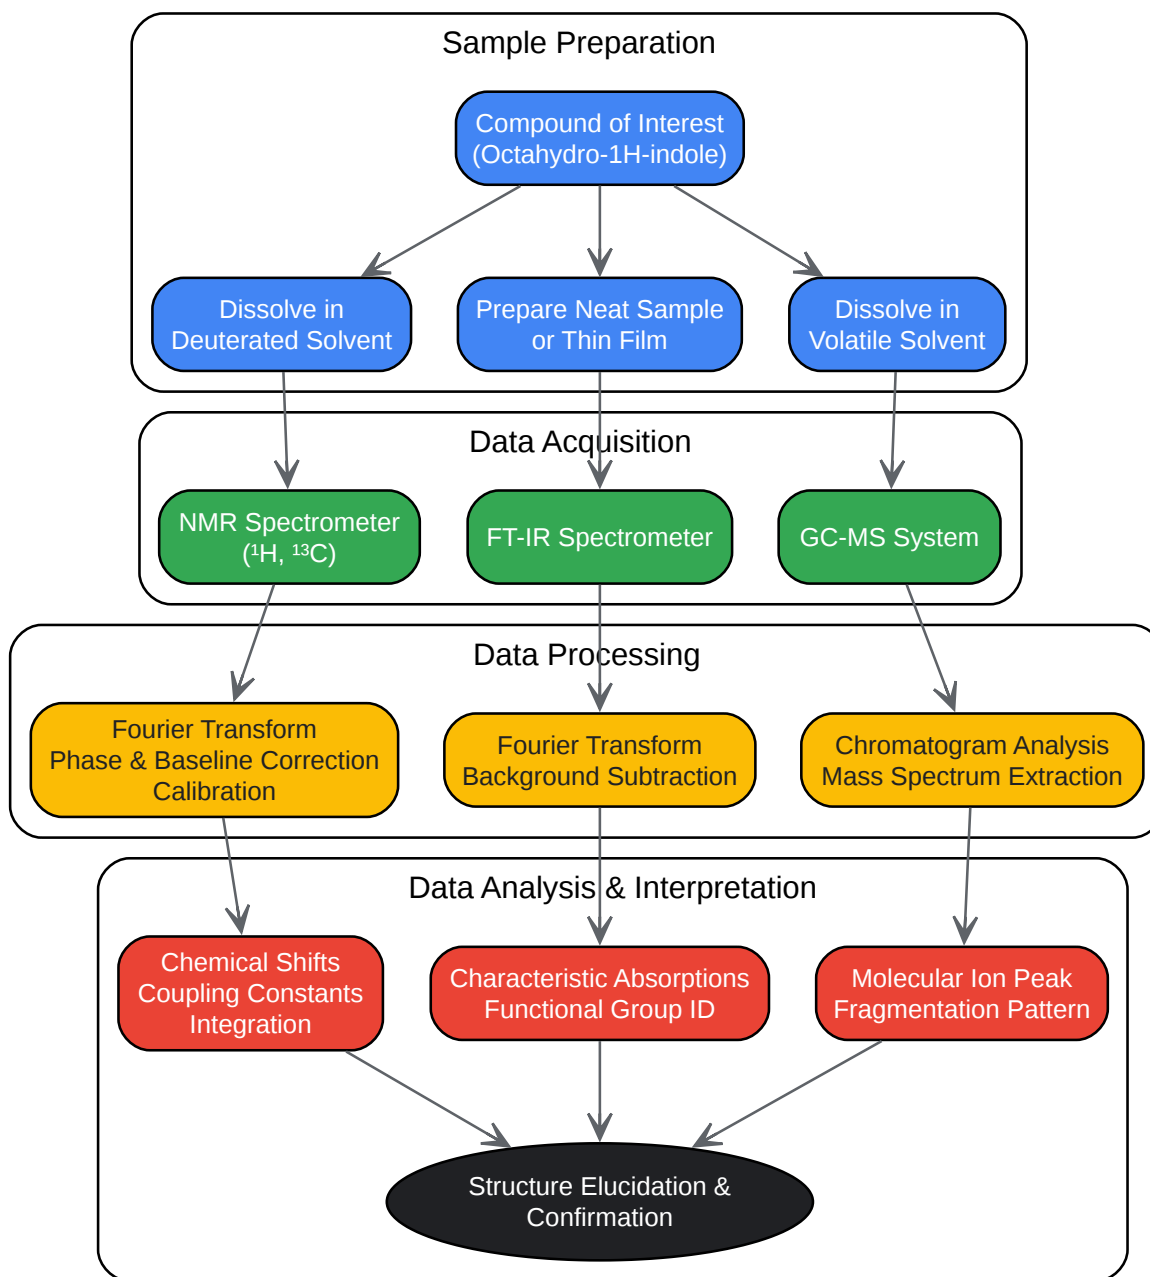 Sample Preparation
Compound of Interest
(Octahydro-1H-indole)
Dissolve in
Deuterated Solvent
Prepare Neat Sample
or Thin Film
Dissolve in
Volatile Solvent
Data Acquisition
NMR Spectrometer
(¹H, ¹³C)
FT-IR Spectrometer
GC-MS System
Data Processing
Fourier Transform
Phase & Baseline Correction
Calibration
Fourier Transform
Background Subtraction
Chromatogram Analysis
Mass Spectrum Extraction
Data Analysis & Interpretation
Chemical Shifts
Coupling Constants
Integration
Characteristic Absorptions
Functional Group ID
Molecular Ion Peak
Fragmentation Pattern
Structure Elucidation &
Confirmation